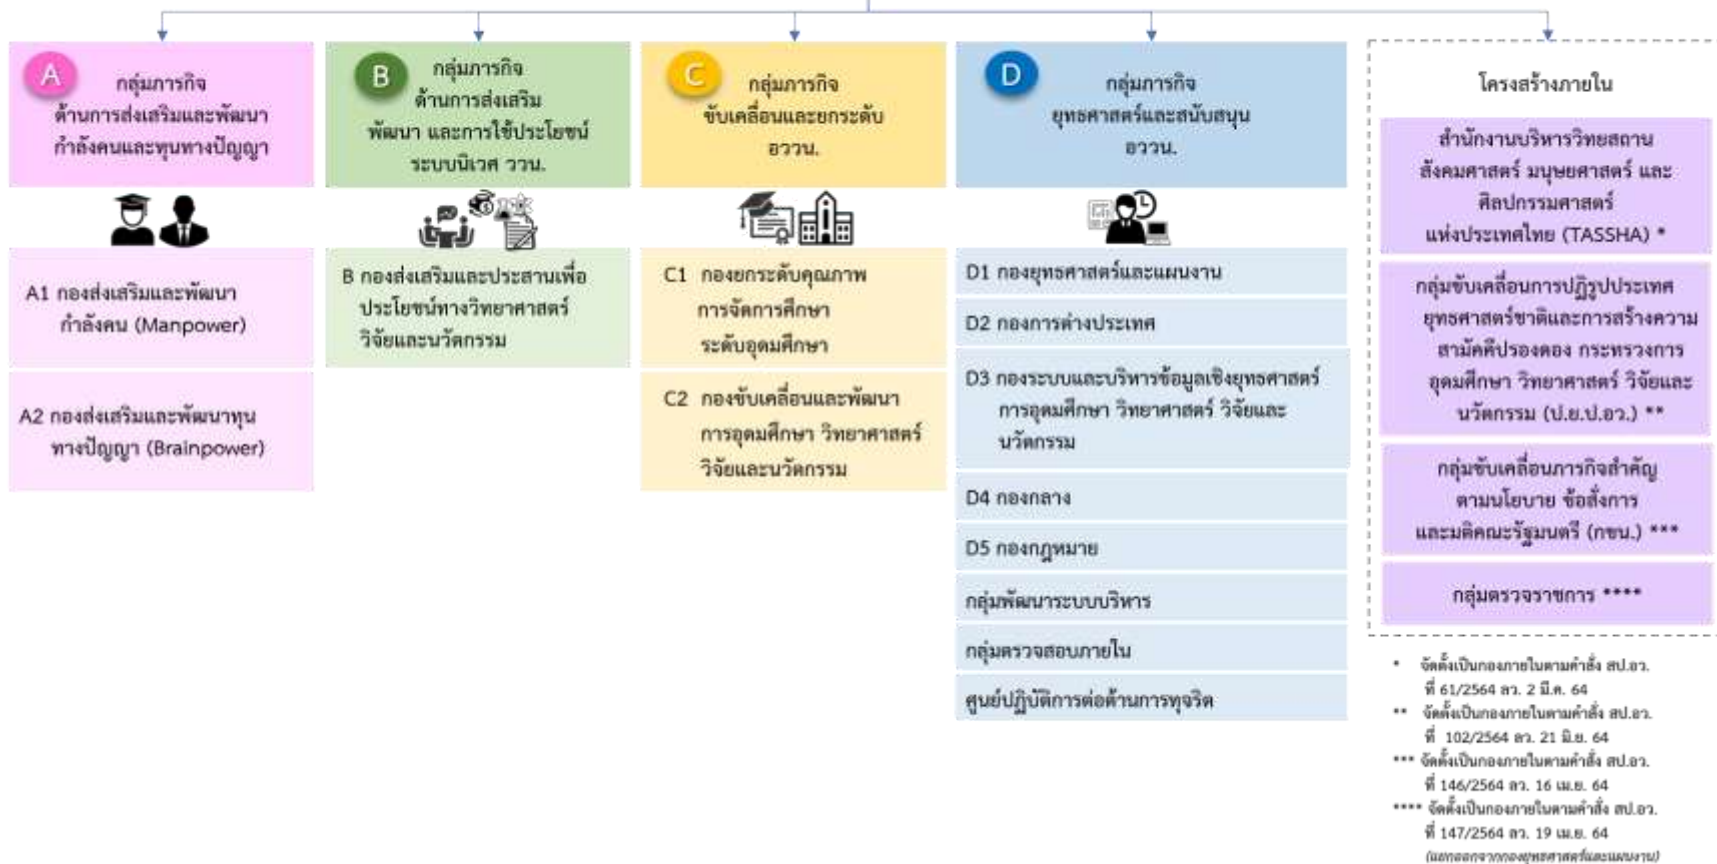 A
กลุ่มภารกิจ
ด้านการส่งเสริมและพัฒนา
กำลังคนและทุนทางปัญญา
A1 กองส่งเสริมและพัฒนา
กำลังคน (Manpower)
A2 กองส่งเสริมและพัฒนาทุน
ทางปัญญา (Brainpower)
B
กลุ่มภารกิจ
ด้านการส่งเสริม
พัฒนา และการใช้ประโยชน์
ระบบนิเวศ ววน.
B กองส่งเสริมและประสานเพื่อ
ประโยชน์ทางวิทยาศาสตร์
วิจัยและนวัตกรรม
C
กลุ่มภารกิจ
ขับเคลื่อนและยกระดับ
อววน.
C1 กองยกระดับคุณภาพ
การจัดการศึกษา
ระดับอุดมศึกษา
C2 กองขับเคลื่อนและพัฒนา
การอุดมศึกษา วิทยาศาสตร์
วิจัยและนวัตกรรม
D
กลุ่มภารกิจ
ยุทธศาสตร์และสนับสนุน
อววน.
D1 กองยุทธศาสตร์และแผนงาน
D2 กองการต่างประเทศ
D3 กองระบบและบริหารข้อมูลเชิงยุทธศาสตร์
การอุดมศึกษา วิทยาศาสตร์ วิจัยและ
นวัตกรรม
D4 กองกลาง
D5 กองกฎหมาย
กลุ่มพัฒนาระบบบริหาร
กลุ่มตรวจสอบภายใน
ศูนย์ปฏิบัติการต่อต้านการทุจริต
โครงสร้างภายใน
สำนักงานบริหารวิทยสถาน
สังคมศาสตร์ มนุษยศาสตร์ และ
ศิลปกรรมศาสตร์
แห่งประเทศไทย (TASSHA) *
กลุ่มขับเคลื่อนการปฏิรูปประเทศ
ยุทธศาสตร์ชาติและการสร้างความ
สามัคคีปรองดอง กระทรวงการ
อุดมศึกษา วิทยาศาสตร์ วิจัยและ
นวัตกรรม (ป.ย.ป.อว.) **
กลุ่มขับเคลื่อนภารกิจสำคัญ
ตามนโยบาย ข้อสั่งการ
และมติคณะรัฐมนตรี (กขน.) ***
กลุ่มตรวจราชการ ****
* จัดตั้งเป็นกองภายในตามคำสั่ง สป.อว.
ที่ 61/2564 ลว. 2 มี.ค. 64
** จัดตั้งเป็นกองภายในตามคำสั่ง สป.อว.
ที่ 102/2564 ลว. 21 มิ.ย. 64
*** จัดตั้งเป็นกองภายในตามคำสั่ง สป.อว.
ที่ 146/2564 ลว. 16 เม.ย. 64
**** จัดตั้งเป็นกองภายในตามคำสั่ง สป.อว.
ที่ 147/2564 ลว. 19 เม.ย. 64
(แยกออกจากกองยุทธศาสตร์และแผนงาน)